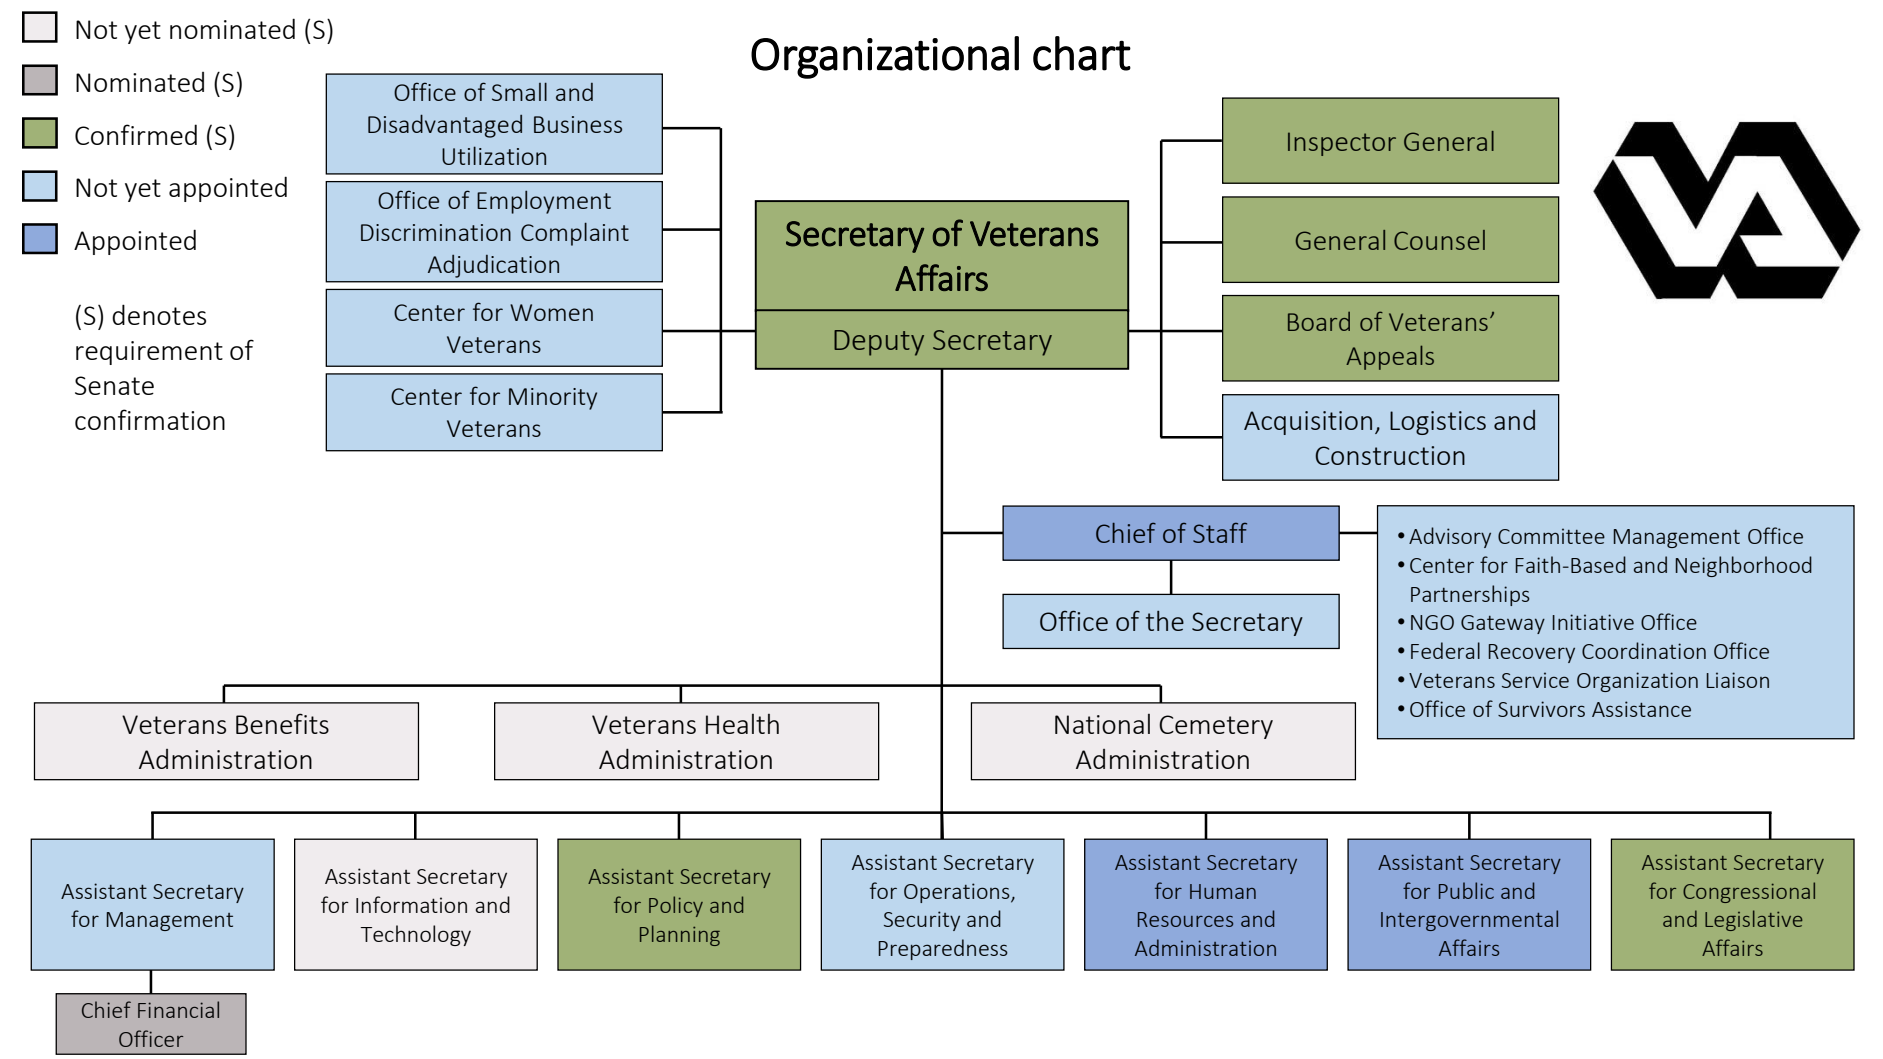 Organizational chart
Not yet nominated (S)
Nominated (S)
Confirmed (S)
Not yet appointed
Appointed
(S) denotes
requirement of
Senate
confirmation
Office of Small and
Disadvantaged Business
Utilization
Office of Employment
Discrimination Complaint
Adjudication
Center for Women
Veterans
Center for Minority
Veterans
Secretary of Veterans
Affairs
Deputy Secretary
Inspector General
General Counsel
Board of Veterans’
Appeals
Acquisition, Logistics and
Construction
VA
Chief of Staff
Office of the Secretary
• Advisory Committee Management Office
• Center for Faith-Based and Neighborhood
Partnerships
• NGO Gateway Initiative Office
• Federal Recovery Coordination Office
• Veterans Service Organization Liaison
• Office of Survivors Assistance
Veterans Benefits
Administration
Veterans Health
Administration
National Cemetery
Administration
Assistant Secretary
for Management
Assistant Secretary
for Information and
Technology
Assistant Secretary
for Policy and
Planning
Assistant Secretary
for Operations,
Security and
Preparedness
Assistant Secretary
for Human
Resources and
Administration
Assistant Secretary
for Public and
Intergovernmental
Affairs
Assistant Secretary
for Congressional
and Legislative
Affairs
Chief Financial
Officer